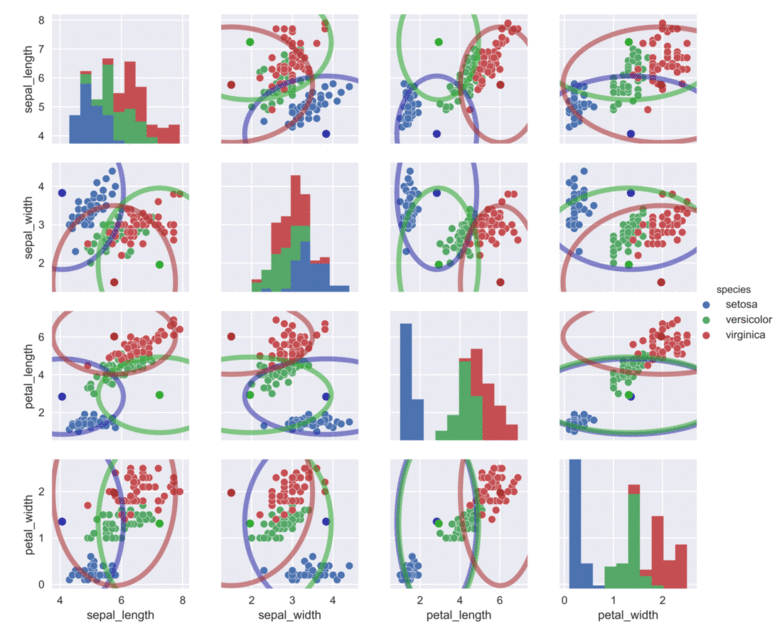 8
7
6
5
4
sepal_length
4
3
2
sepal_width
species
setosa
versicolor
virginica
6
4
2
petal_length
2
1
0
petal_width
4 6 8
sepal_length
2 3 4
sepal_width
2 4 6
petal_length
0 1 2
petal_width